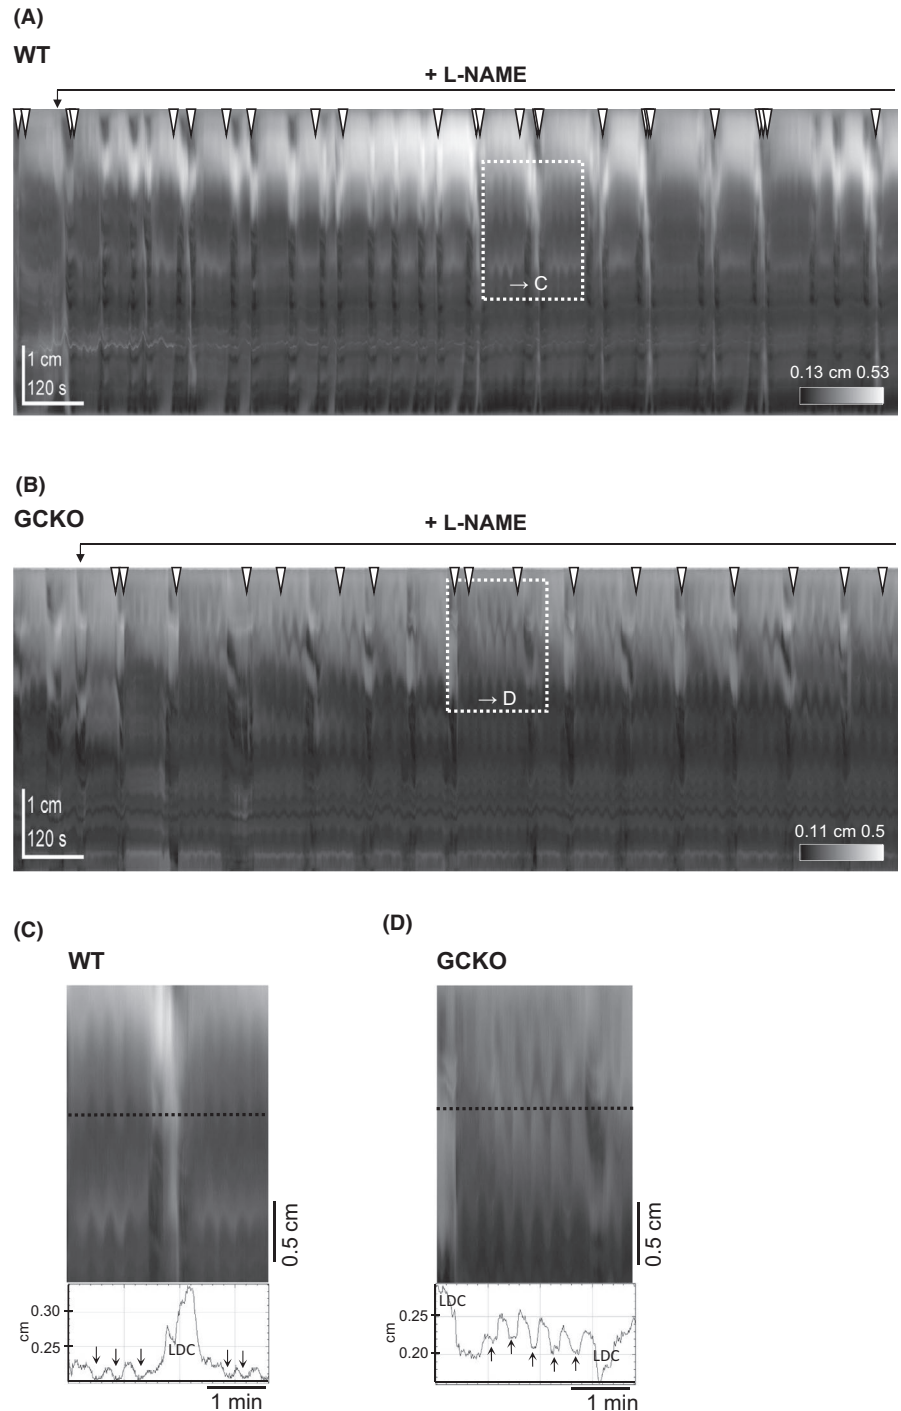 (A)
WT
+ L-NAME
→ C
1 cm
120 s
0.13 cm 0.53
(B)
GCKO
+ L-NAME
→ D
1 cm
120 s
0.11 cm 0.5
(C)
WT
0.5 cm
0.30
0.25
cm
LDC
1 min
(D)
GCKO
0.5 cm
0.25
0.20
cm
LDC
LDC
1 min